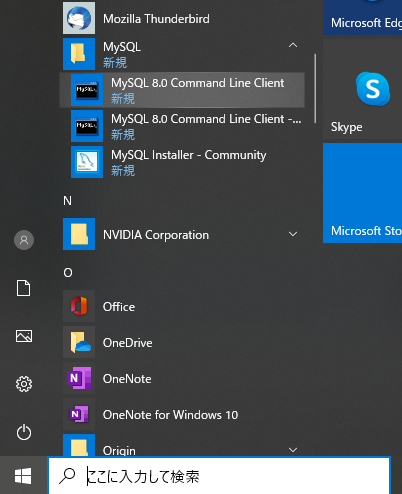 Mozilla Thunderbird
MySQL
新規
MySQL 8.0 Command Line Client
新規
MySQL 8.0 Command Line Client -...
新規
MySQL Installer - Community
新規
N
NVIDIA Corporation
O
Office
OneDrive
OneNote
OneNote for Windows 10
Origin
Microsoft Edg
Skype
Microsoft Sto
ここに入力して検索